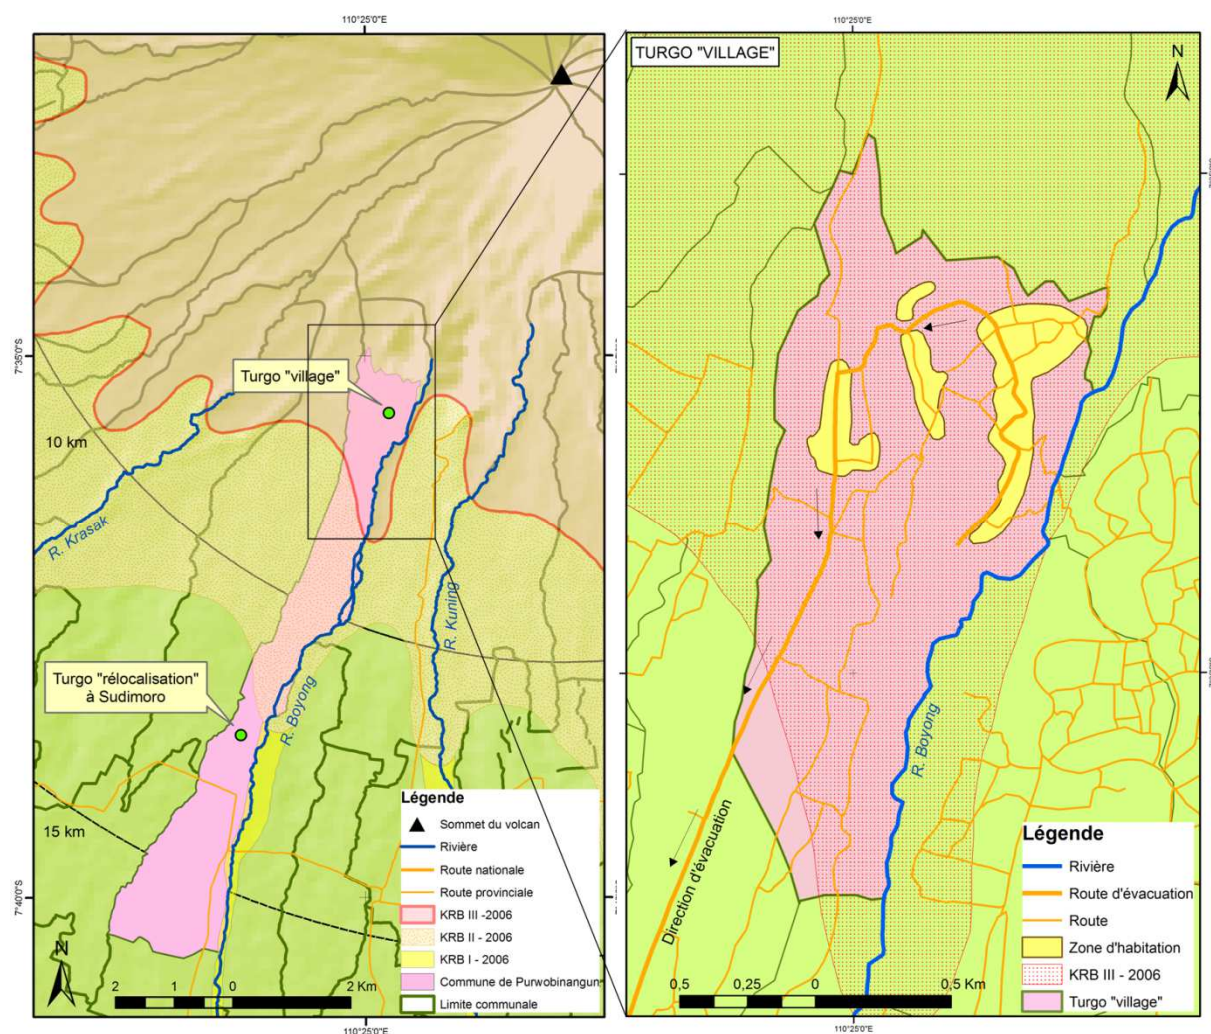 110°25'0"E
110°25'0"E
TURGO "VILLAGE"
N
7°35'0"S
Turgo "village"
10 km
R. Krasak
R. Kuning
R. Boyong
Turgo "rélocalisation"
à Sudimoro
15 km
7°40'0"S
N
2 1 0 2 Km
110°25'0"E
Légende
Sommet du volcan
Rivière
Route nationale
Route provinciale
KRB III -2006
KRB II - 2006
KRB I - 2006
Commune de Purwobinangun
Limite communale
R. Boyong
Direction d'évacuation
0,5 0,25 0 0,5 Km
110°25'0"E
Légende
Rivière
Route d'évacuation
Route
Zone d'habitation
KRB III - 2006
Turgo "village"